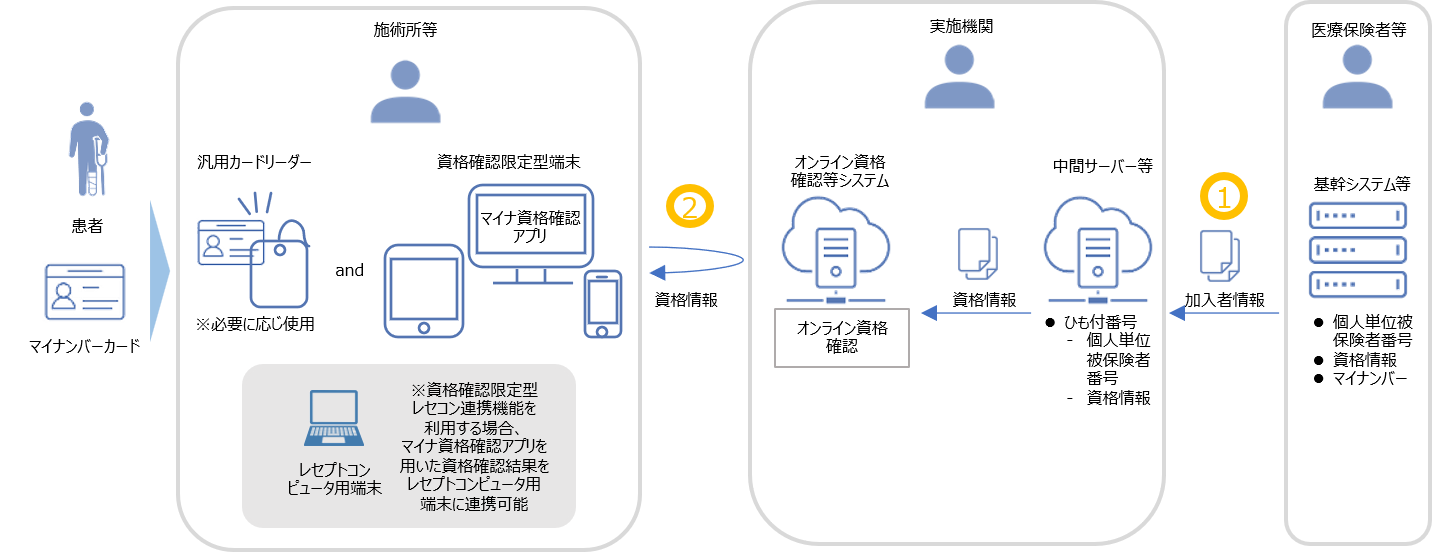 患者
マイナンバーカード
施術所等
汎用カードリーダー
※必要に応じ使用
and
資格確認限定型端末
マイナ資格確認
アプリ
レセプトコン
ピュータ用端末
※資格確認限定型
レセコン連携機能を
利用する場合、
マイナ資格確認アプリを
用いた資格確認結果を
レセプトコンピュータ用
端末に連携可能
2
資格情報
実施機関
オンライン資格
確認等システム
オンライン資格
確認
資格情報
中間サーバー等
● ひも付番号
- 個人単位
被保険者
番号
- 資格情報
1
加入者情報
医療保険者等
基幹システム等
● 個人単位被
保険者番号
● 資格情報
● マイナンバー